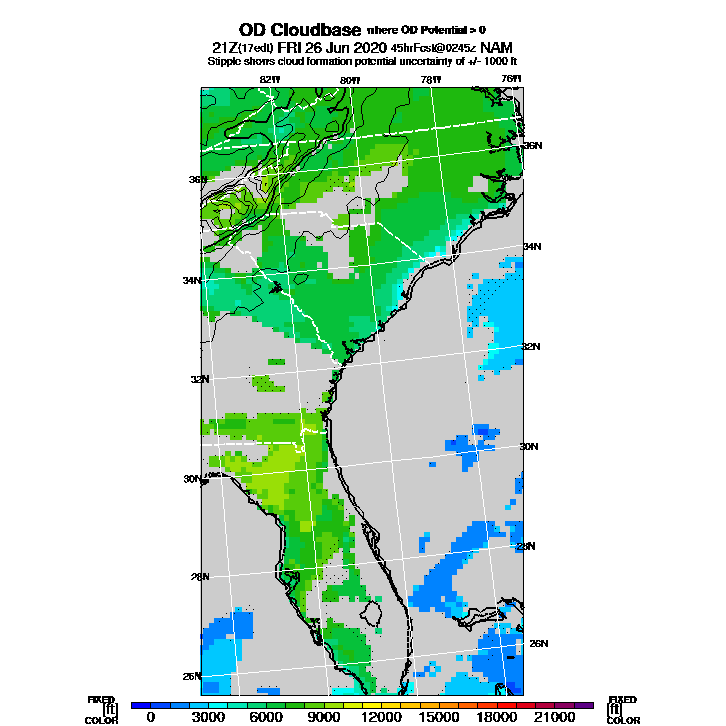 OD Cloudbase where OD Potential > 0
21Z(17edt) FRI 26 Jun 2020 45hrFcst@0245z NAM
Stipple shows cloud formation potential uncertainty of +/- 1000 ft
82W 80W 78W 76W
36N
36N
34N
34N
32N
32N
30N
30N
28N
28N
26N
26N
FIXED FIXED
[ft] [ft]
COLOR COLOR
0 3000 6000 9000 12000 15000 18000 21000